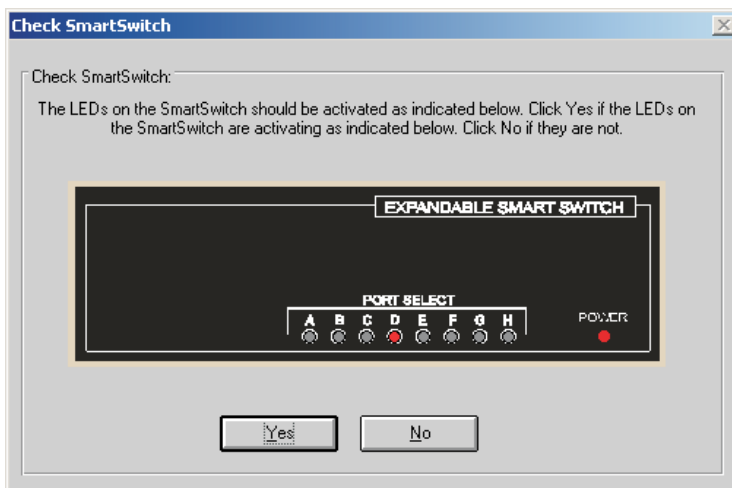 Check SmartSwitch
Check SmartSwitch:
The LEDs on the SmartSwitch should be activated as indicated below. Click Yes if the LEDs on
the SmartSwitch are activating as indicated below. Click No if they are not.
EXPANDABLE SMART SWITCH
PORT SELECT
A B C D E F G H
POWER
Yes No